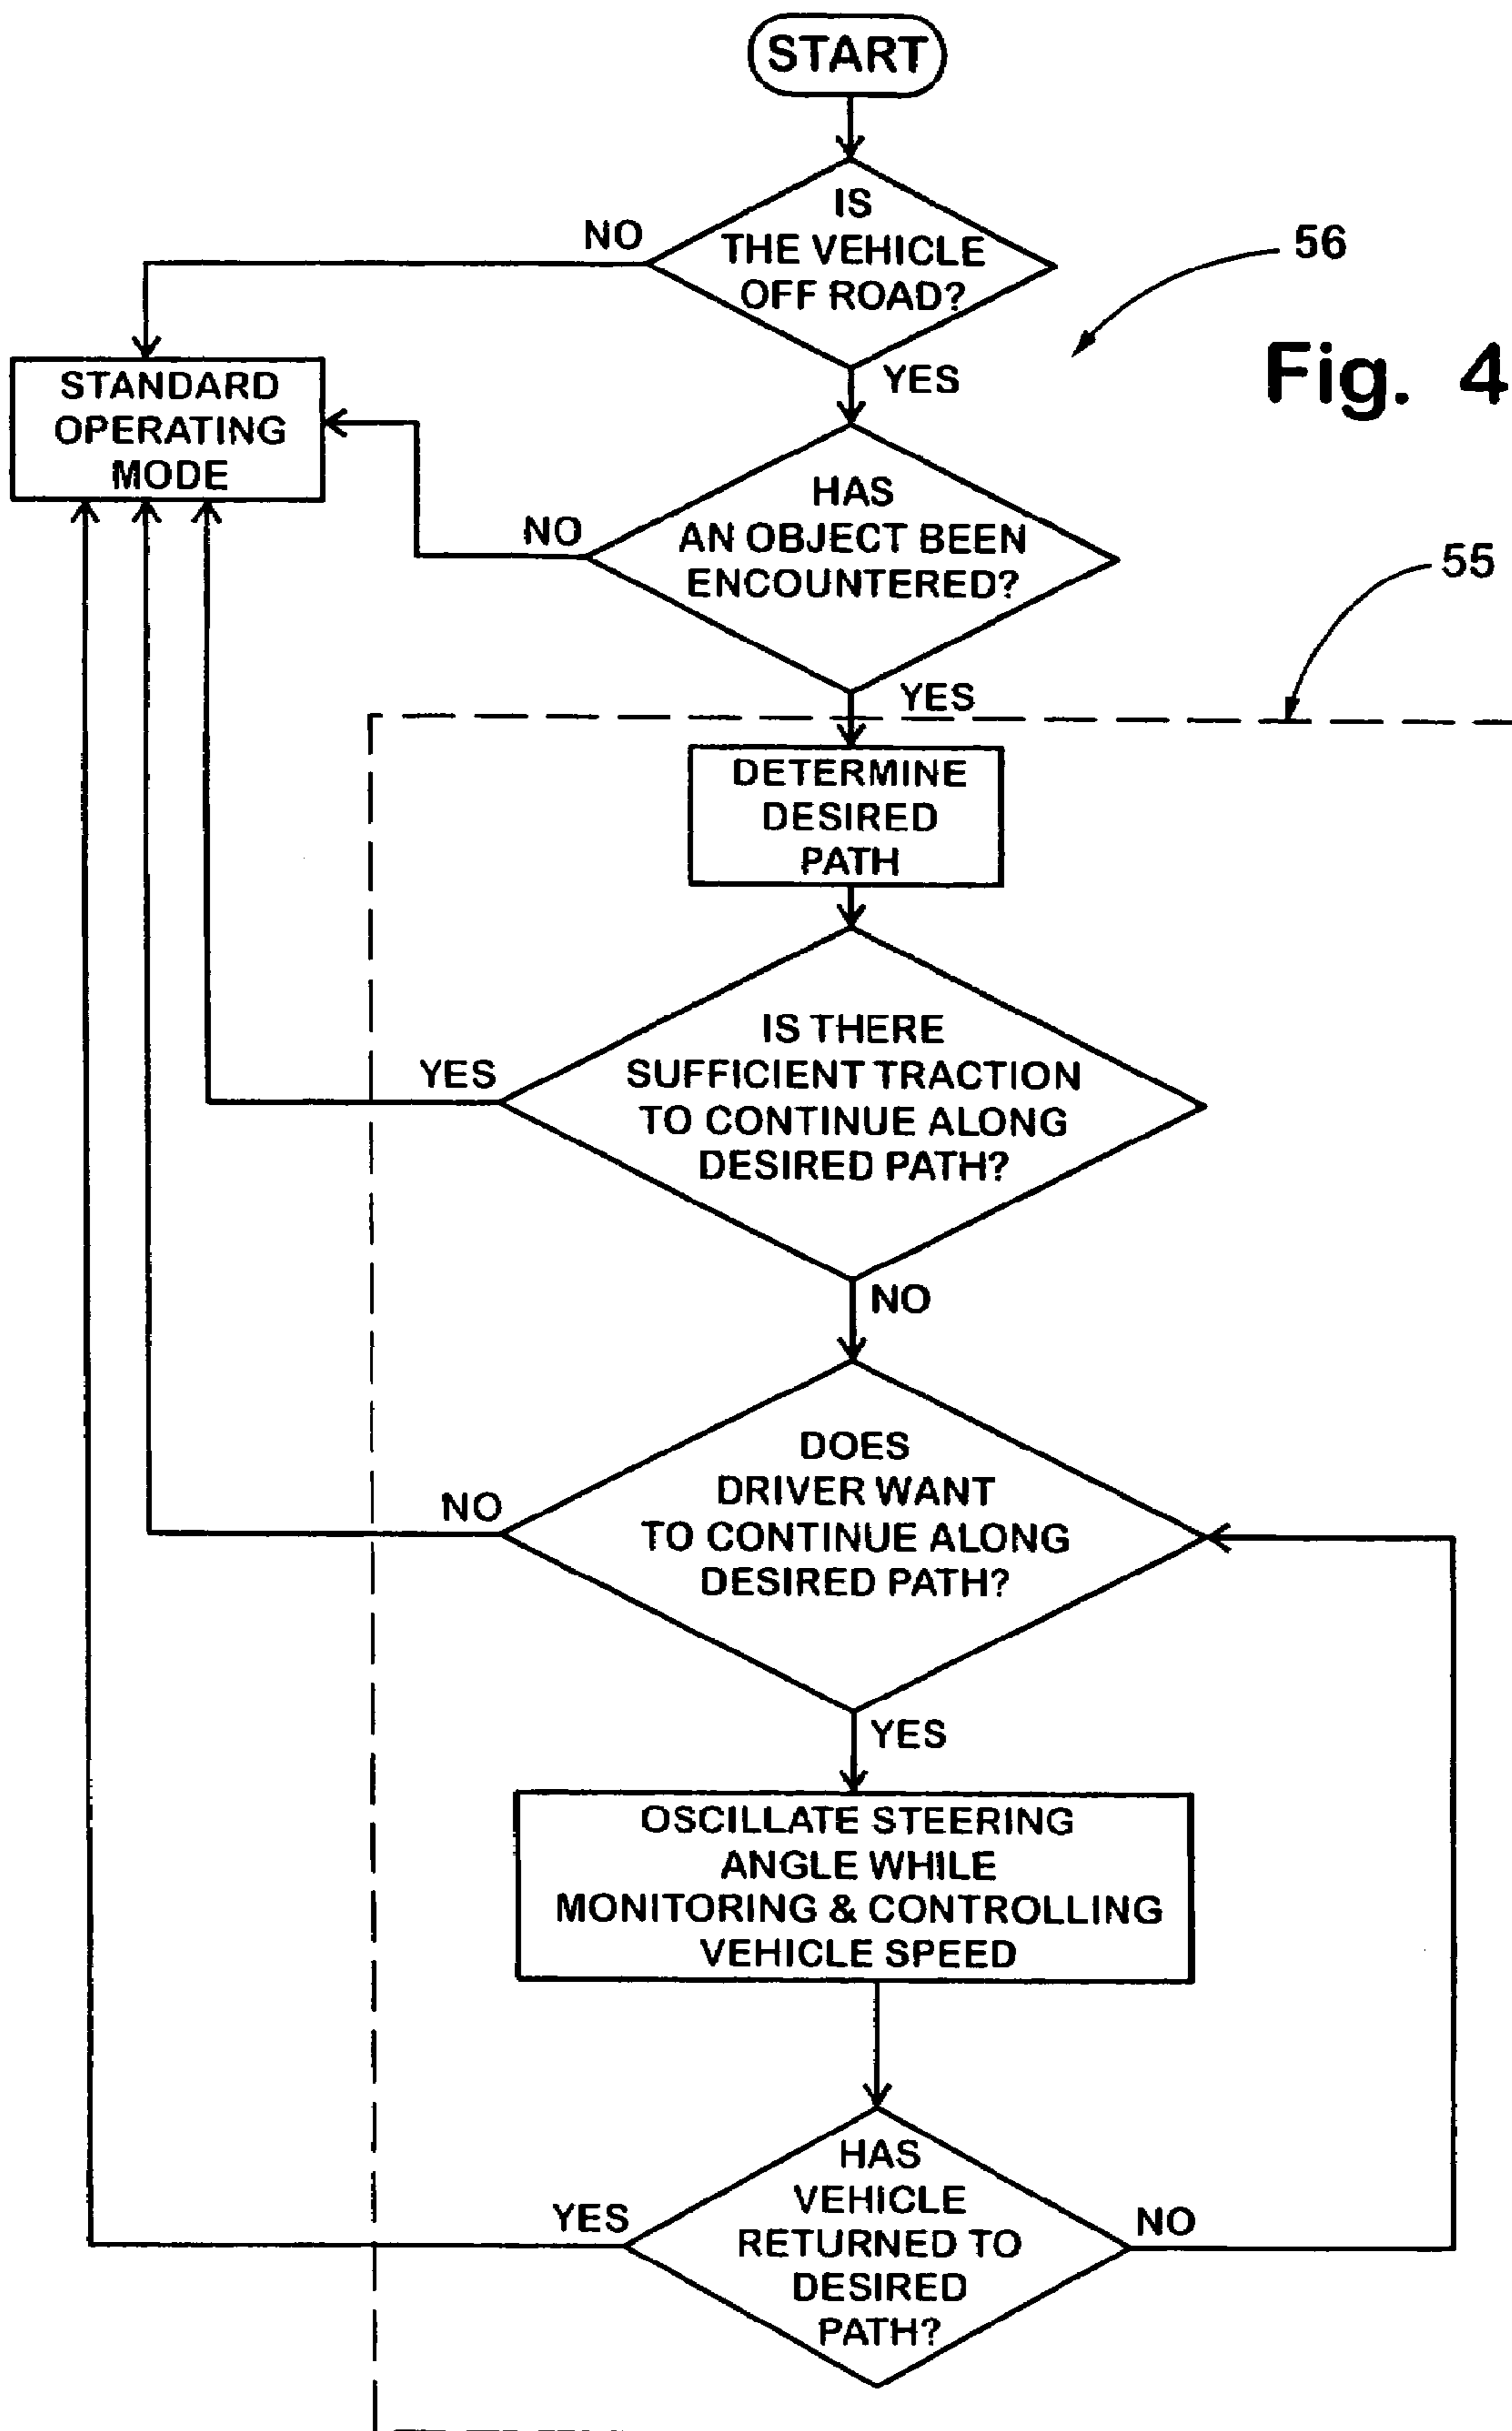 START
IS
THE VEHICLE
OFF ROAD?
NO
YES
56
Fig. 4
STANDARD
OPERATING
MODE
HAS
AN OBJECT BEEN
ENCOUNTERED?
NO
YES
55
DETERMINE
DESIRED
PATH
IS THERE
SUFFICIENT TRACTION
TO CONTINUE ALONG
DESIRED PATH?
YES
NO
DOES
DRIVER WANT
TO CONTINUE ALONG
DESIRED PATH?
NO
YES
OSCILLATE STEERING
ANGLE WHILE
MONITORING & CONTROLLING
VEHICLE SPEED
HAS
VEHICLE
RETURNED TO
DESIRED
PATH?
YES
NO